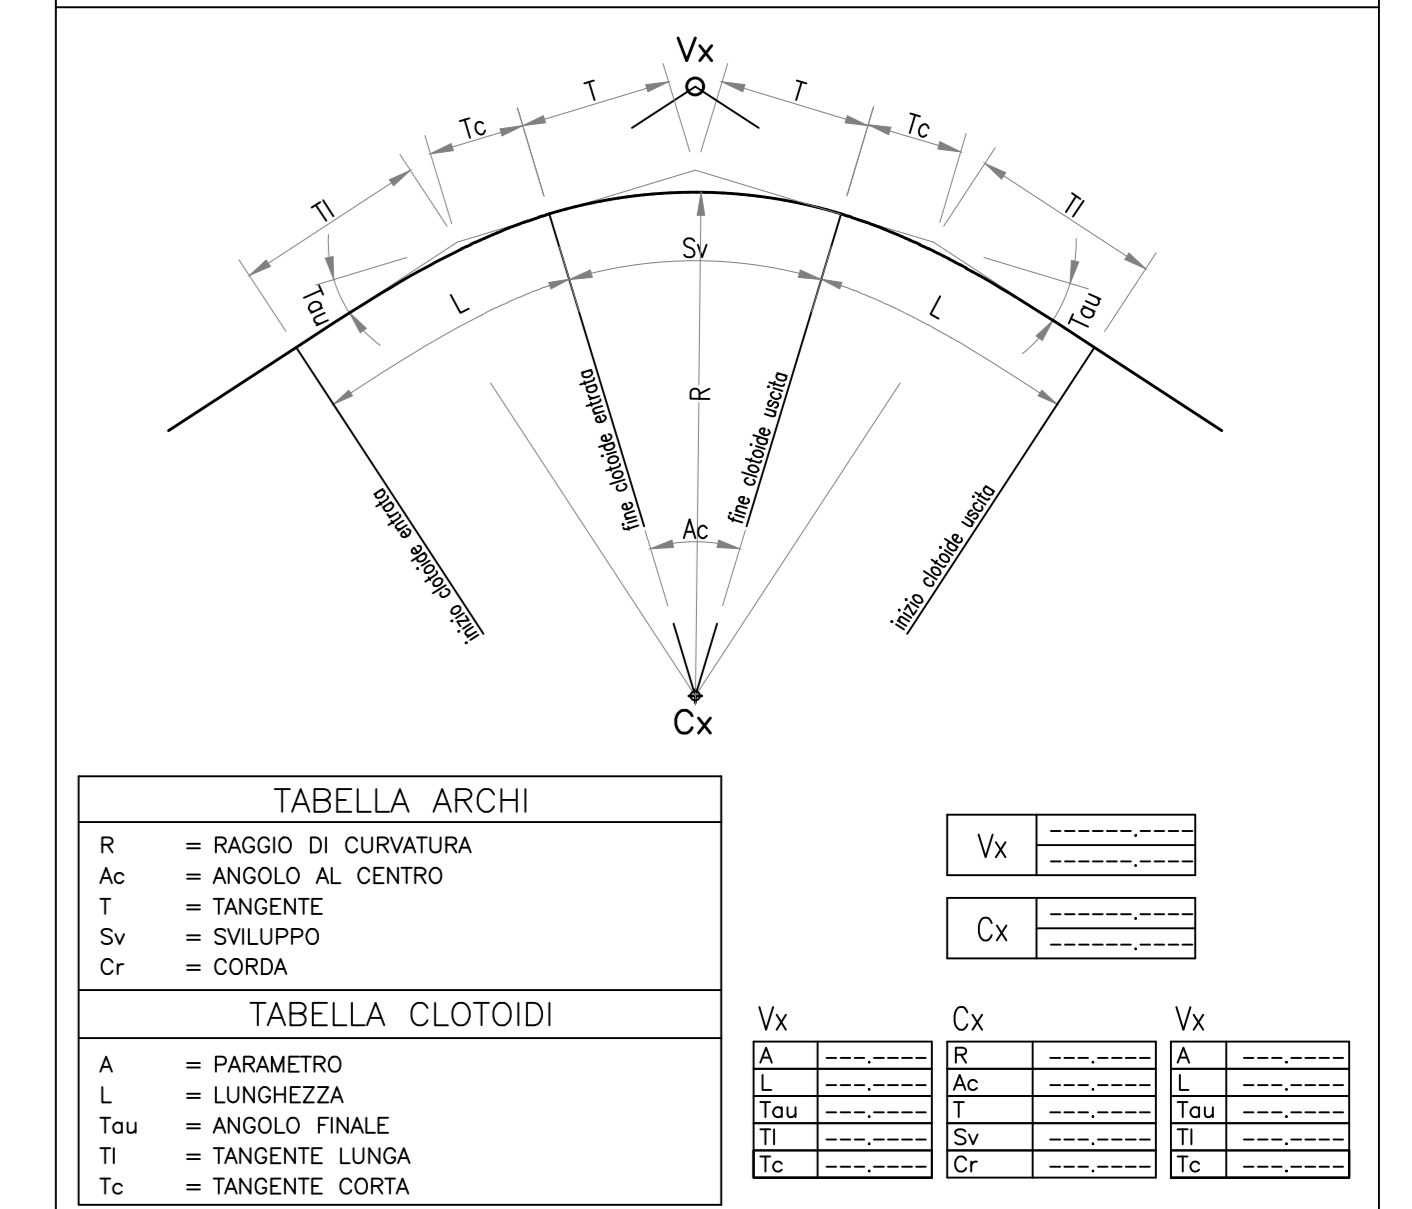 Vx
T
T
Tc
Tc
Tl
Tl
Sv
Tau
Tau
L
L
R
fine clotoide entrata
fine clotoide uscita
inizio clotoide entrata
inizio clotoide uscita
Ac
Cx
TABELLA ARCHI
R = RAGGIO DI CURVATURA
Ac = ANGOLO AL CENTRO
T = TANGENTE
Sv = SVILUPPO
Cr = CORDA
TABELLA CLOTOIDI
A = PARAMETRO
L = LUNGHEZZA
Tau = ANGOLO FINALE
Tl = TANGENTE LUNGA
Tc = TANGENTE CORTA
Vx ------.----
------.----
Cx ------.----
------.----
Vx
A ---.----
L ---.----
Tau ---.----
Tl ---.----
Tc ---.----
Cx
R ---.----
Ac ---.----
T ---.----
Sv ---.----
Cr ---.----
Vx
A ---.----
L ---.----
Tau ---.----
Tl ---.----
Tc ---.----